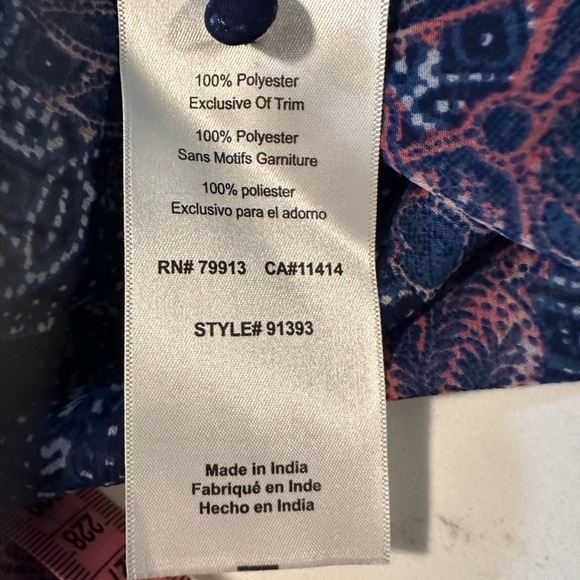 100% Polyester
Exclusive Of Trim
100% Polyester
Sans Motifs Garniture
100% poliester
Exclusivo para el adorno
RN# 79913 CA#11414
STYLE# 91393
Made in India
Fabriqué en Inde
Hecho en India
228